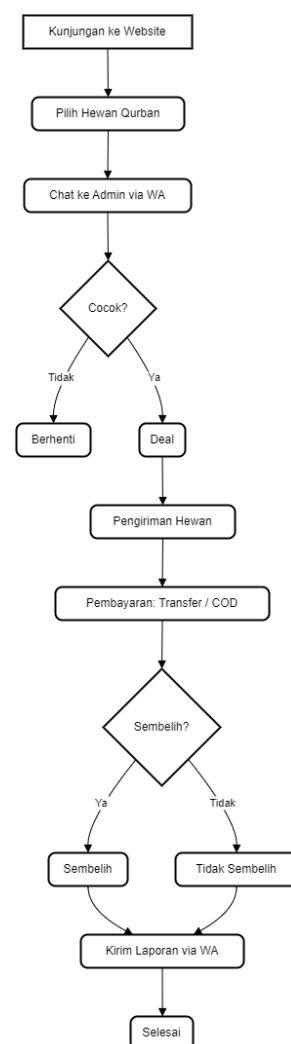 Kunjungan ke Website
Pilih Hewan Qurban
Chat ke Admin via WA
Cocok?
Tidak
Ya
Berhenti
Deal
Pengiriman Hewan
Pembayaran: Transfer / COD
Sembelih?
Ya
Tidak
Sembelih
Tidak Sembelih
Kirim Laporan via WA
Selesai